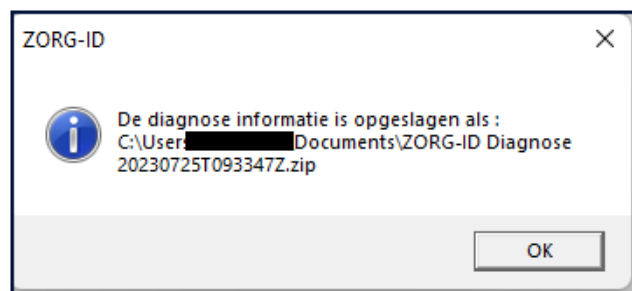 ZORG-ID
De diagnose informatie is opgeslagen als :
C:\Users Documents\ZORG-ID Diagnose
20230725T093347Z.zip
OK